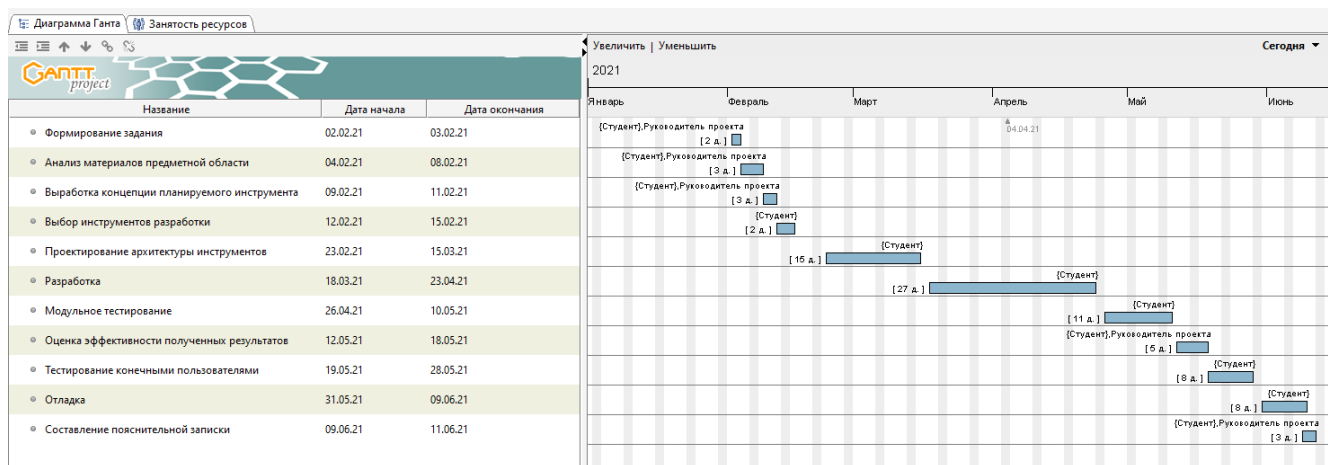 Диаграмма Ганта Занятость ресурсов
Увеличить | Уменьшить Сегодня
GANTT project
2021
Январь Февраль Март Апрель Май Июнь
Название Дата начала Дата окончания
04.04.21
Формирование задания 02.02.21 03.02.21
{Студент},Руководитель проекта
[ 2 д. ]
Анализ материалов предметной области 04.02.21 08.02.21
{Студент},Руководитель проекта
[ 3 д. ]
Выработка концепции планируемого инструмента 09.02.21 11.02.21
{Студент},Руководитель проекта
[ 3 д. ]
Выбор инструментов разработки 12.02.21 15.02.21
{Студент}
[ 2 д. ]
Проектирование архитектуры инструментов 23.02.21 15.03.21
{Студент}
[ 15 д. ]
Разработка 18.03.21 23.04.21
{Студент}
[ 27 д. ]
Модульное тестирование 26.04.21 10.05.21
{Студент}
[ 11 д. ]
Оценка эффективности полученных результатов 12.05.21 18.05.21
{Студент},Руководитель проекта
[ 5 д. ]
Тестирование конечными пользователями 19.05.21 28.05.21
{Студент}
[ 8 д. ]
Отладка 31.05.21 09.06.21
{Студент}
[ 8 д. ]
Составление пояснительной записки 09.06.21 11.06.21
{Студент},Руководитель проекта
[ 3 д. ]